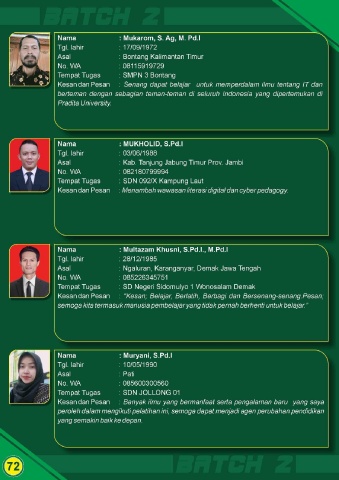 BATCH 2
Nama : Mukarom, S. Ag, M. Pd.I
Tgl. lahir : 17/09/1972
Asal : Bontang Kalimantan Timur
No. WA : 08115919729
Tempat Tugas : SMPN 3 Bontang
Kesan dan Pesan : Senang dapat belajar untuk memperdalam ilmu tentang IT dan
berteman dengan sebagian teman-teman di seluruh Indonesia yang dipertemukan di
Pradita University.
Nama : MUKHOLID, S.Pd.I
Tgl. lahir : 03/06/1988
Asal : Kab. Tanjung Jabung Timur Prov. Jambi
No. WA : 082180799994
Tempat Tugas : SDN 092/X Kampung Laut
Kesan dan Pesan : Menambah wawasan literasi digital dan cyber pedagogy.
Nama : Multazam Khusni, S.Pd.I., M.Pd.I
Tgl. lahir : 28/12/1985
Asal : Ngaluran, Karanganyar, Demak Jawa Tengah
No. WA : 085226345751
Tempat Tugas : SD Negeri Sidomulyo 1 Wonosalam Demak
Kesan dan Pesan : "Kesan; Belajar, Berlatih, Berbagi dan Bersenang-senang.Pesan;
semoga kita termasuk manusia pembelajar yang tidak pernah berhenti untuk belajar."
Nama : Muryani, S.Pd.I
Tgl. lahir : 10/05/1990
Asal : Pati
No. WA : 085600300560
Tempat Tugas : SDN JOLLONG 01
Kesan dan Pesan : Banyak ilmu yang bermanfaat serta pengalaman baru yang saya
peroleh dalam mengikuti pelatihan ini, semoga dapat menjadi agen perubahan pendidikan
yang semakin baik ke depan.
72
BATCH 2